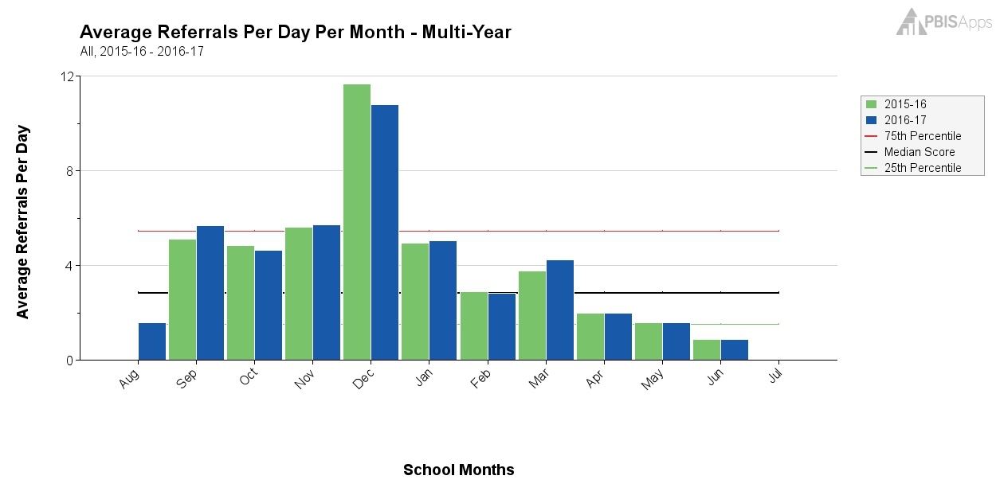 PBISApps
Average Referrals Per Day Per Month - Multi-Year
All, 2015-16 - 2016-17
Average Referrals Per Day
12
8
4
0
Aug Sep Oct Nov Dec Jan Feb Mar Apr May Jun Jul
School Months
2015-16
2016-17
75th Percentile
Median Score
25th Percentile